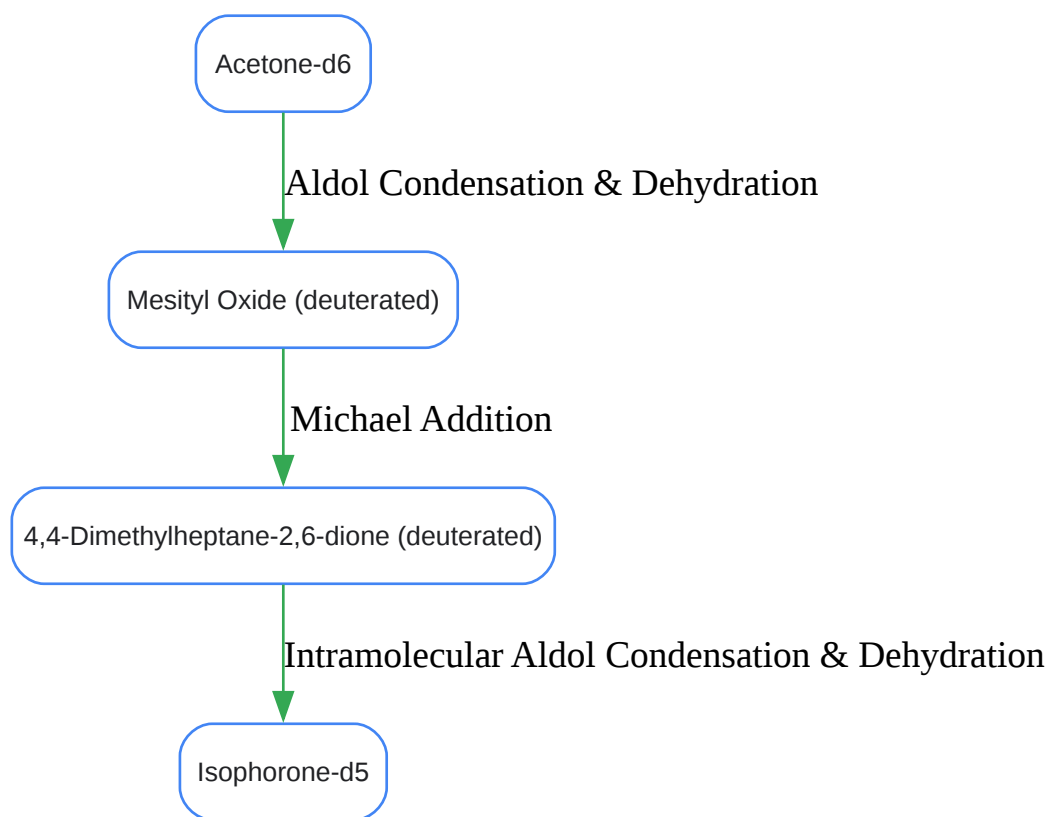 Acetone-d6
Aldol Condensation & Dehydration
Mesityl Oxide (deuterated)
Michael Addition
4,4-Dimethylheptane-2,6-dione (deuterated)
Intramolecular Aldol Condensation & Dehydration
Isophorone-d5